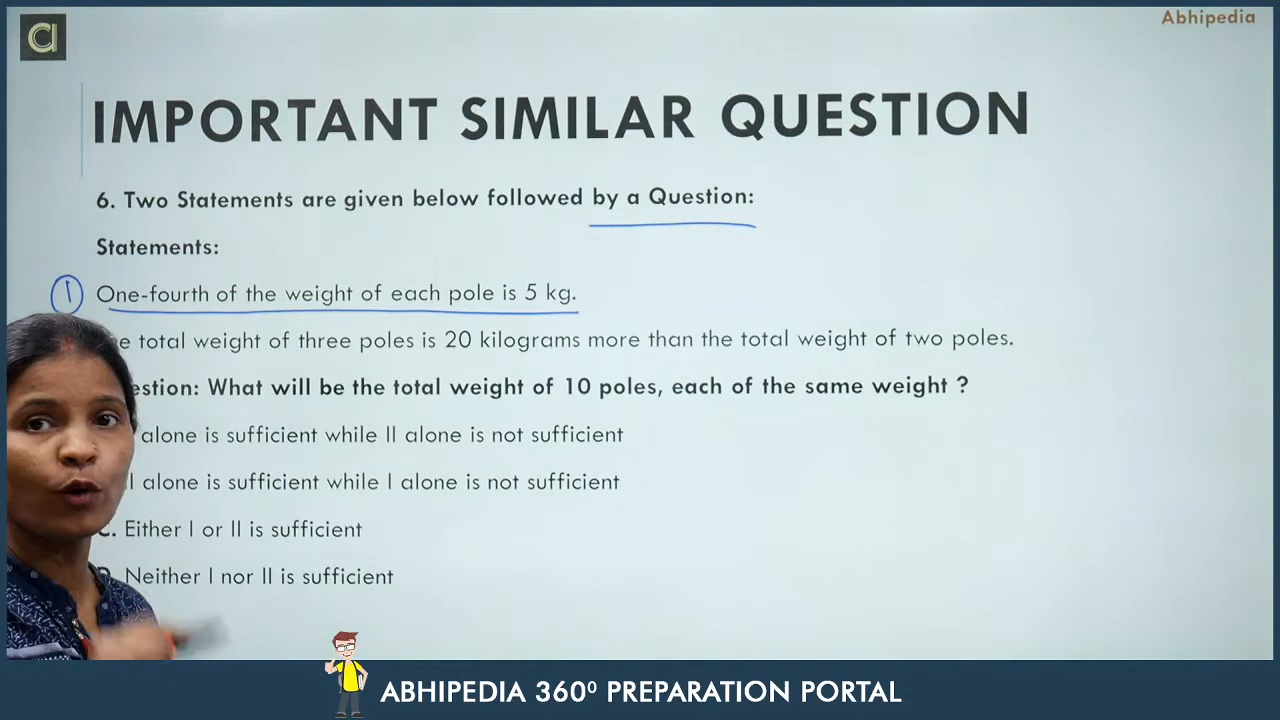 Abhipedia
IMPORTANT SIMILAR QUESTION
6. Two Statements are given below followed by a Question:
Statements:
1 One-fourth of the weight of each pole is 5 kg.
total weight of three poles is 20 kilograms more than the total weight of two poles.
estion: What will be the total weight of 10 poles, each of the same weight ?
alone is sufficient while II alone is not sufficient
I alone is sufficient while I alone is not sufficient
C. Either I or II is sufficient
D. Neither I nor II is sufficient
ABHIPEDIA 360⁰ PREPARATION PORTAL